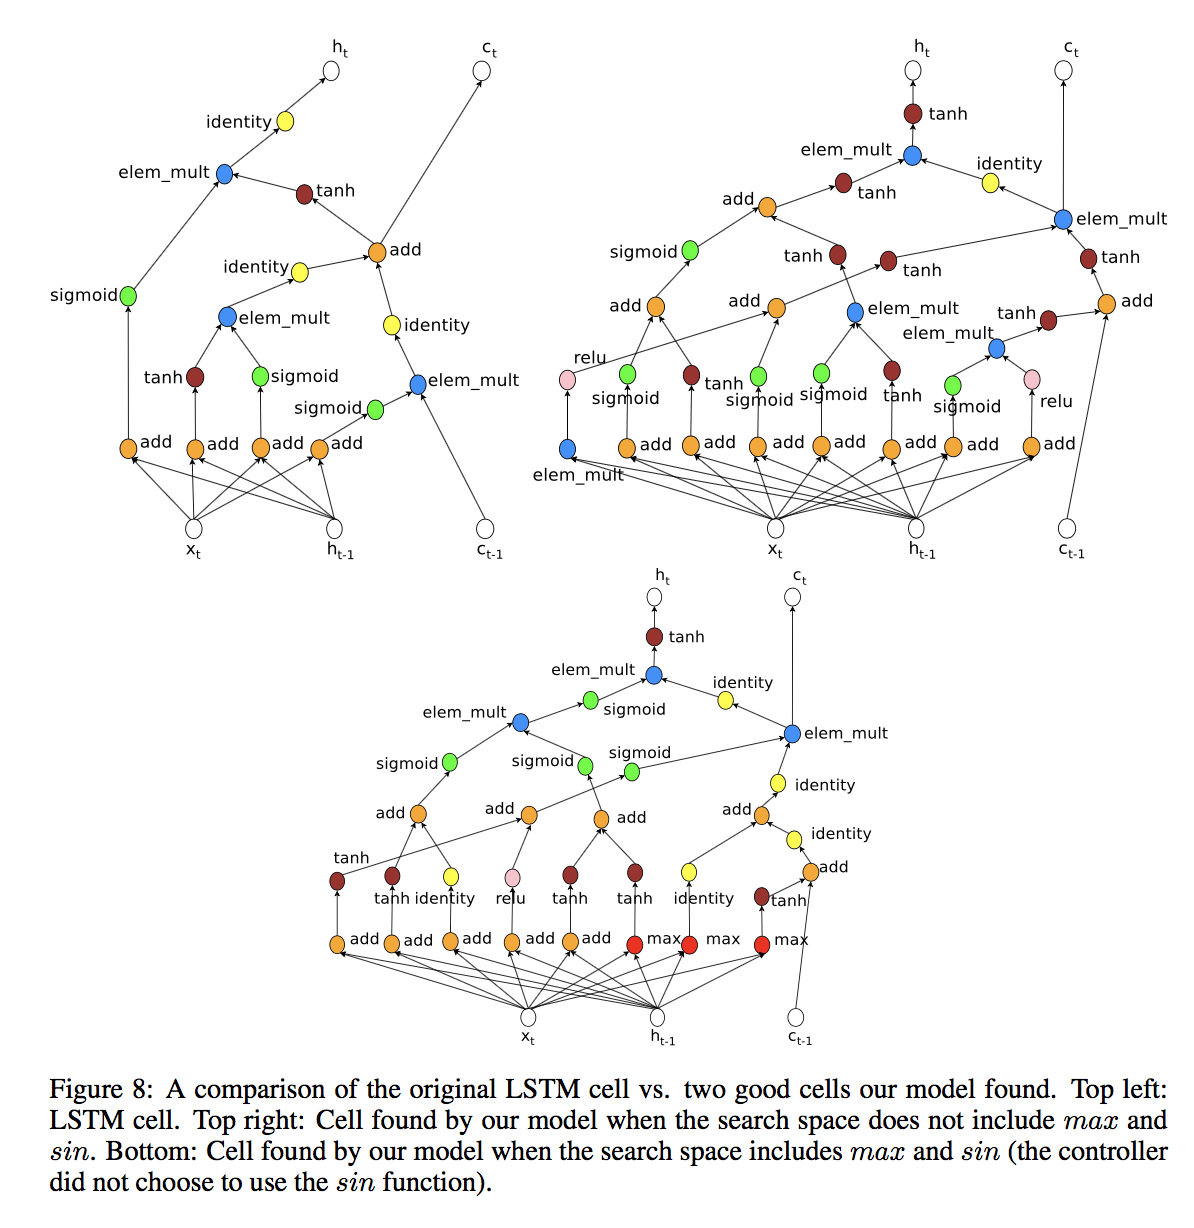 h_t
c_t
identity
elem_mult
tanh
add
identity
sigmoid
elem_mult
identity
tanh
sigmoid
elem_mult
sigmoid
add
add
add
add
x_t
h_t-1
c_t-1
h_t
c_t
tanh
elem_mult
identity
tanh
add
elem_mult
sigmoid
tanh
tanh
tanh
add
add
elem_mult
add
tanh
elem_mult
relu
sigmoid
tanh
sigmoid
sigmoid
tanh
sigmoid
relu
elem_mult
add
add
add
add
add
add
add
x_t
h_t-1
c_t-1
h_t
c_t
tanh
elem_mult
identity
sigmoid
elem_mult
elem_mult
sigmoid
sigmoid
sigmoid
identity
add
add
add
add
identity
tanh
add
tanh
identity
relu
tanh
tanh
identity
tanh
add
add
add
add
add
max
max
max
x_t
h_t-1
c_t-1
Figure 8: A comparison of the original LSTM cell vs. two good cells our model found. Top left:
LSTM cell. Top right: Cell found by our model when the search space does not include max and
sin. Bottom: Cell found by our model when the search space includes max and sin (the controller
did not choose to use the sin function).